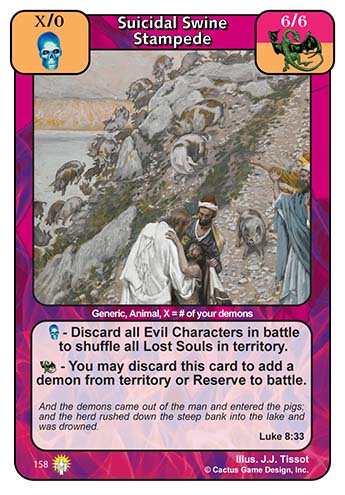 X/0
Suicidal Swine
Stampede
6/6
Generic, Animal, X = # of your demons
- Discard all Evil Characters in battle
to shuffle all Lost Souls in territory.
- You may discard this card to add a
demon from territory or Reserve to battle.
And the demons came out of the man and entered the pigs;
and the herd rushed down the steep bank into the lake and
was drowned.
Luke 8:33
158
Illus. J.J. Tissot
© Cactus Game Design, Inc.